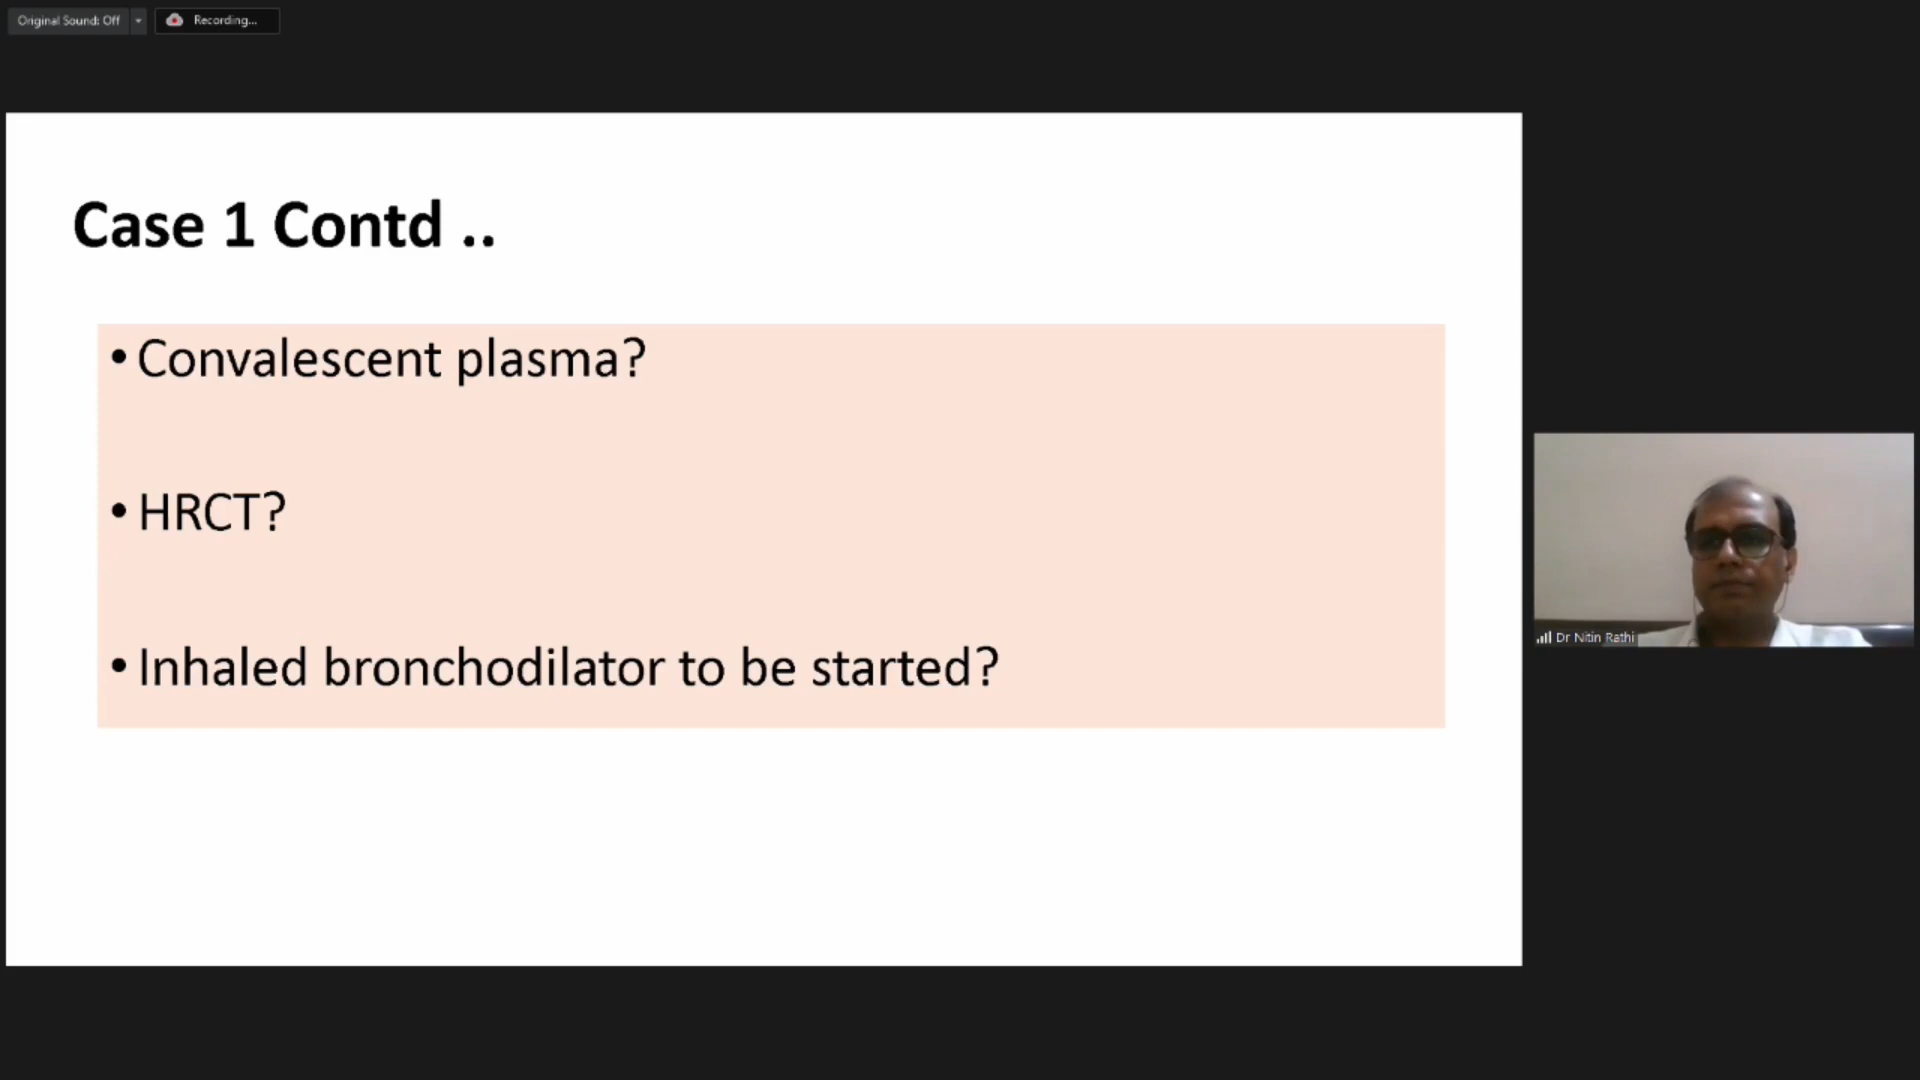 Original Sound: Off
Recording...
Case 1 Contd ..
• Convalescent plasma?
• HRCT?
• Inhaled bronchodilator to be started?
Dr Nitin Rathi